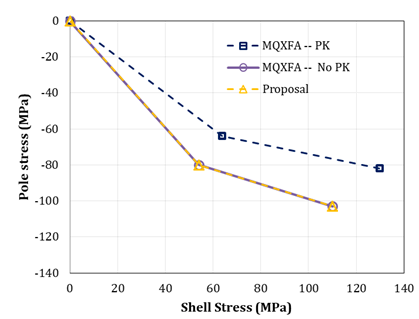 0
-20
-40
-60
-80
-100
-120
-140
Pole stress (MPa)
MQXFA -- PK
MQXFA -- No PK
Proposal
0 20 40 60 80 100 120 140
Shell Stress (MPa)